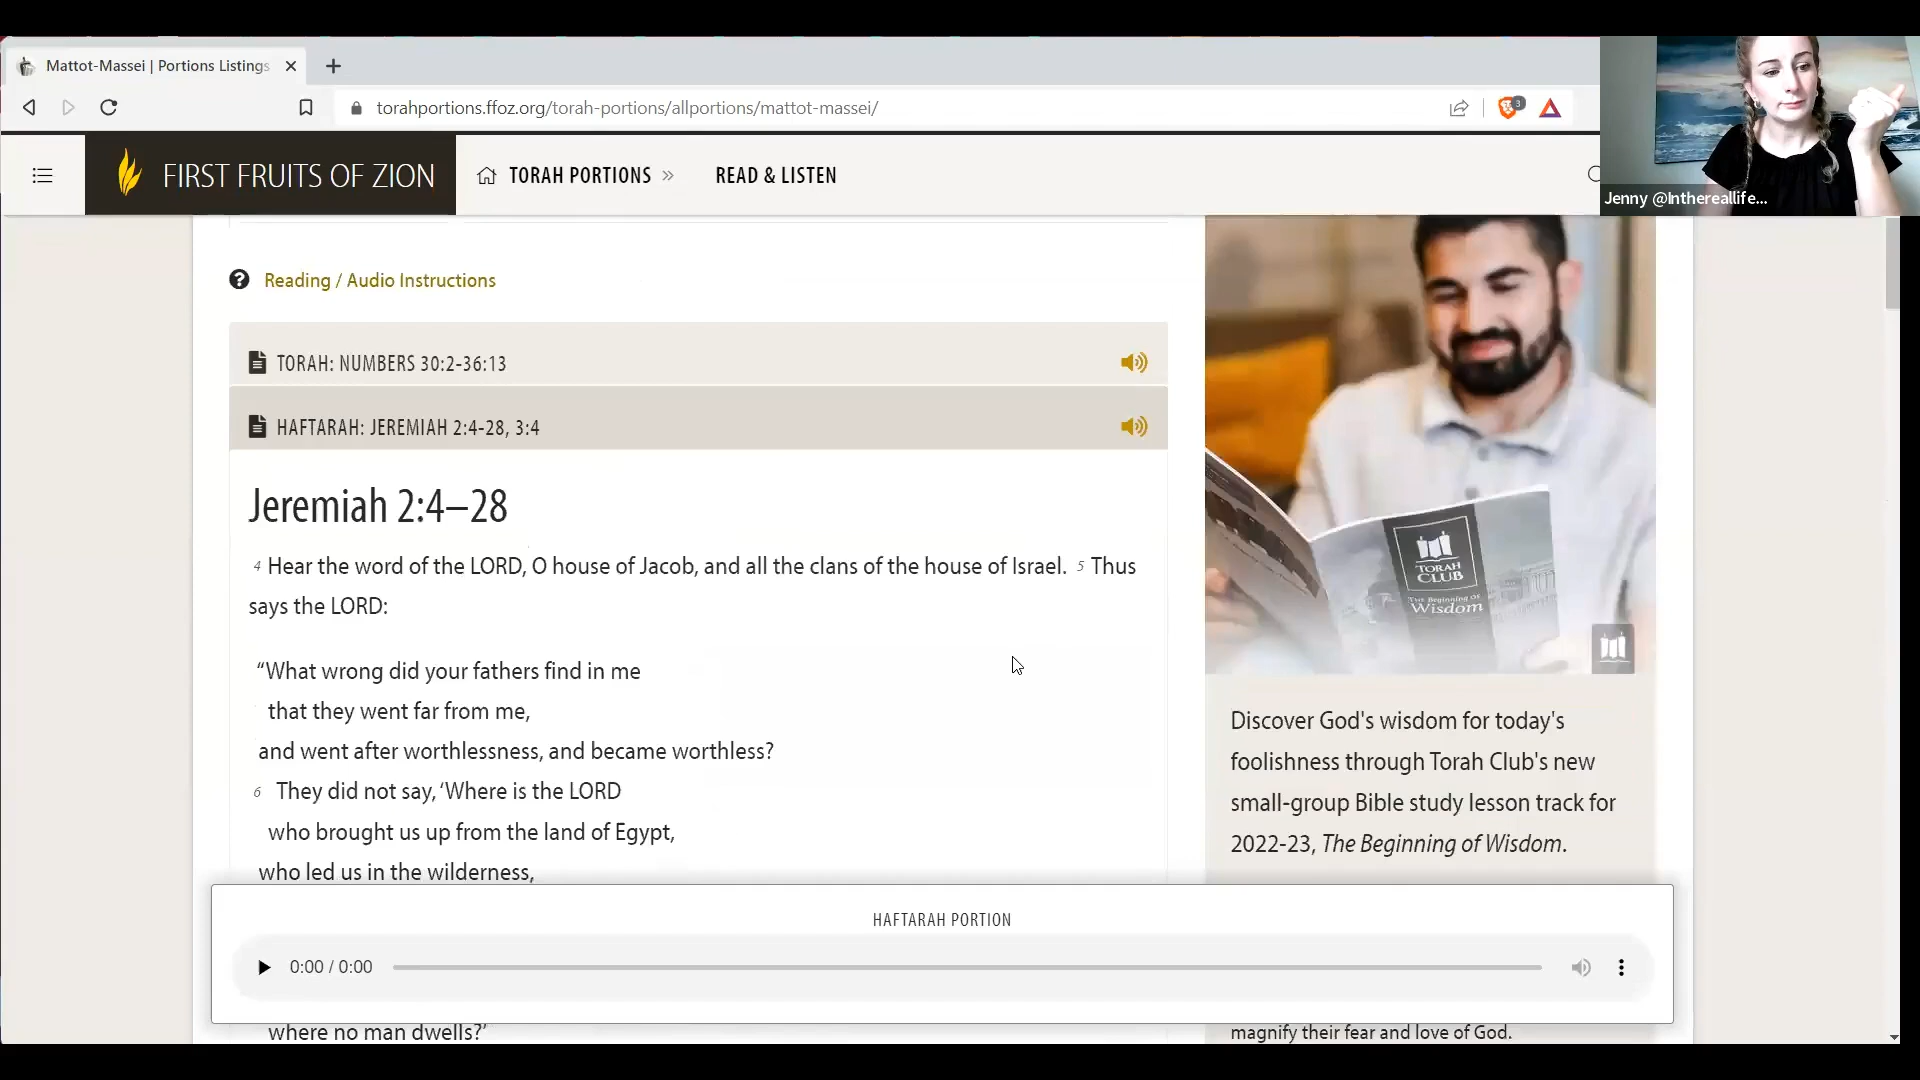 Mattot-Massei | Portions Listings
torahportions.ffoz.org/torah-portions/allportions/mattot-massei/
3
FIRST FRUITS OF ZION
TORAH PORTIONS »
READ & LISTEN
Jenny @Inthereallife...
Reading / Audio Instructions
TORAH: NUMBERS 30:2-36:13
HAFTARAH: JEREMIAH 2:4-28, 3:4
Jeremiah 2:4–28
4 Hear the word of the LORD, O house of Jacob, and all the clans of the house of Israel. 5 Thus
says the LORD:
“What wrong did your fathers find in me
that they went far from me,
and went after worthlessness, and became worthless?
6 They did not say, ‘Where is the LORD
who brought us up from the land of Egypt,
who led us in the wilderness,
where no man dwells?’
TORAH
CLUB
The Beginning of
Wisdom
Discover God's wisdom for today's
foolishness through Torah Club's new
small-group Bible study lesson track for
2022-23, The Beginning of Wisdom.
magnify their fear and love of God.
HAFTARAH PORTION
0:00 / 0:00